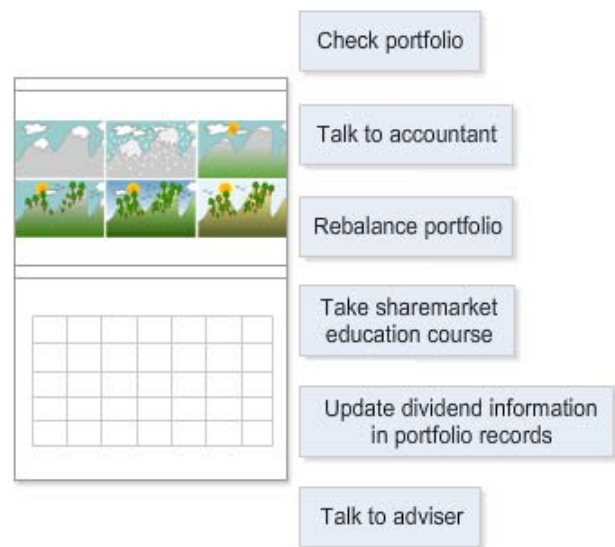 Check portfolio
Talk to accountant
Rebalance portfolio
Take sharemarket
education course
Update dividend information
in portfolio records
Talk to adviser